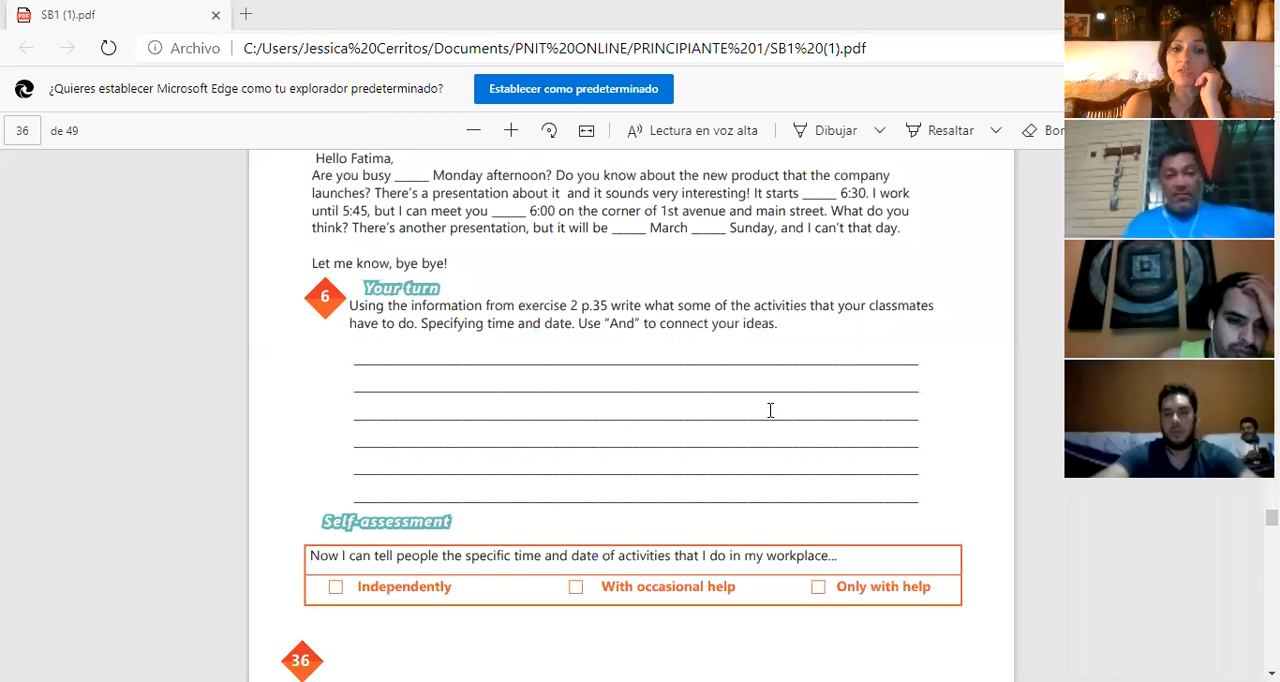 SB1 (1).pdf
Archivo
C:/Users/Jessica%20Cerritos/Documents/PNIT%20ONLINE/PRINCIPIANTE%201/SB1%20(1).pdf
¿Quieres establecer Microsoft Edge como tu explorador predeterminado?
Establecer como predeterminado
36 de 49
Lectura en voz alta
Dibujar
Resaltar
Hello Fatima,
Are you busy _____ Monday afternoon? Do you know about the new product that the company
launches? There's a presentation about it and it sounds very interesting! It starts _____ 6:30. I work
until 5:45, but I can meet you _____ 6:00 on the corner of 1st avenue and main street. What do you
think? There's another presentation, but it will be _____ March _____ Sunday, and I can't that day.
Let me know, bye bye!
6
Your turn
Using the information from exercise 2 p.35 write what some of the activities that your classmates
have to do. Specifying time and date. Use “And” to connect your ideas.
Self-assessment
Now I can tell people the specific time and date of activities that I do in my workplace...
Independently
With occasional help
Only with help
36